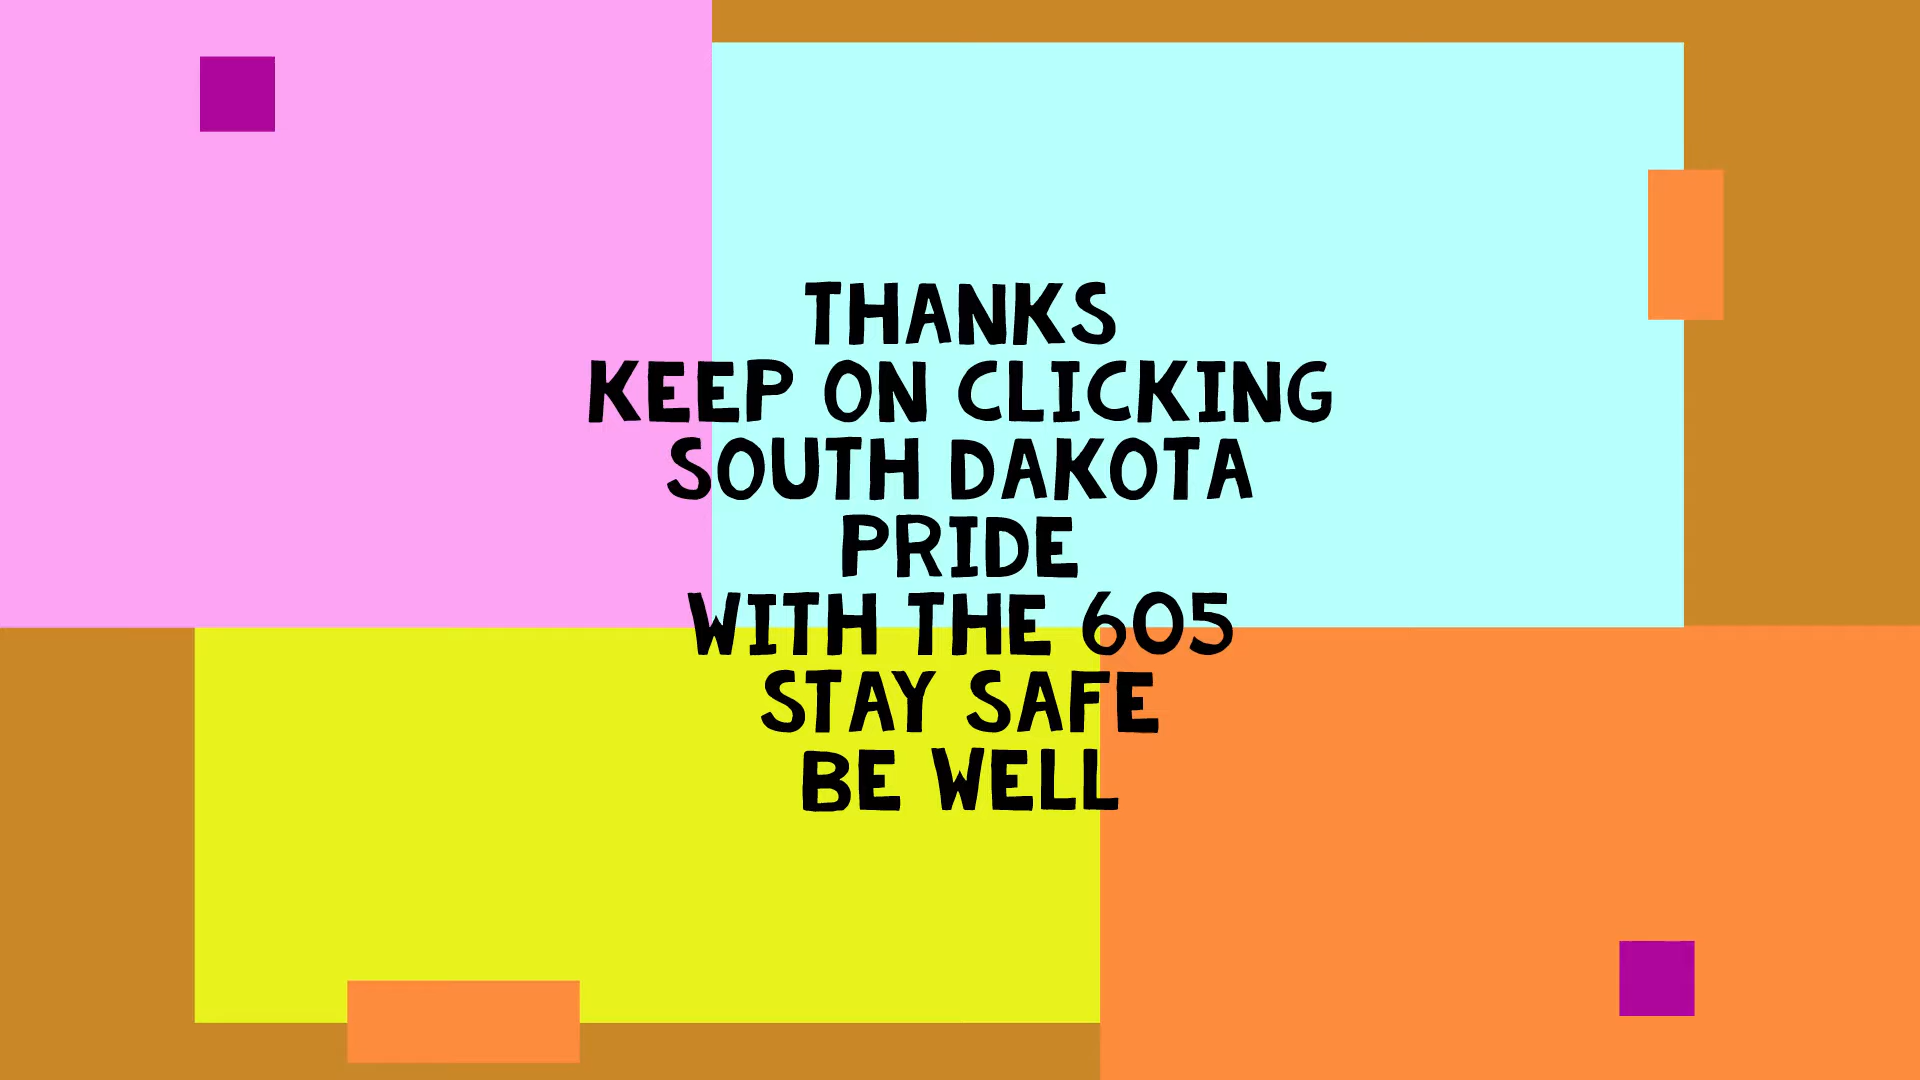 THANKS
KEEP ON CLICKING
SOUTH DAKOTA
PRIDE
WITH THE 605
STAY SAFE
BE WELL